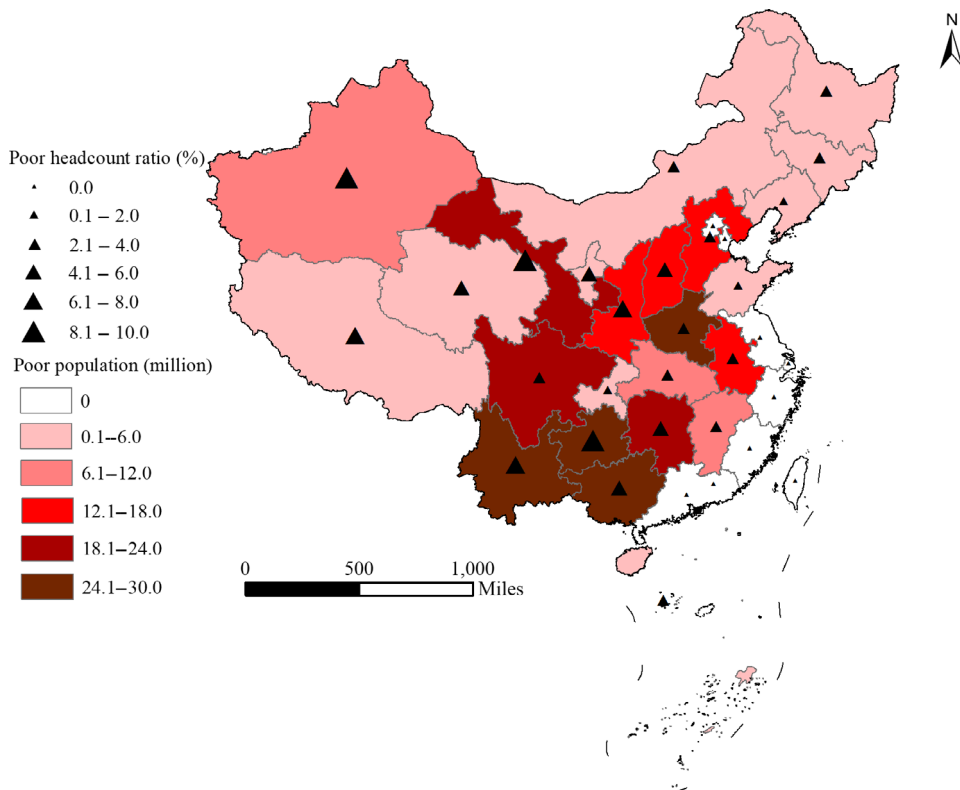 N
Poor headcount ratio (%)
0.0
0.1 – 2.0
2.1 – 4.0
4.1 – 6.0
6.1 – 8.0
8.1 – 10.0
Poor population (million)
0
0.1–6.0
6.1–12.0
12.1–18.0
18.1–24.0
24.1–30.0
0 500 1,000
Miles